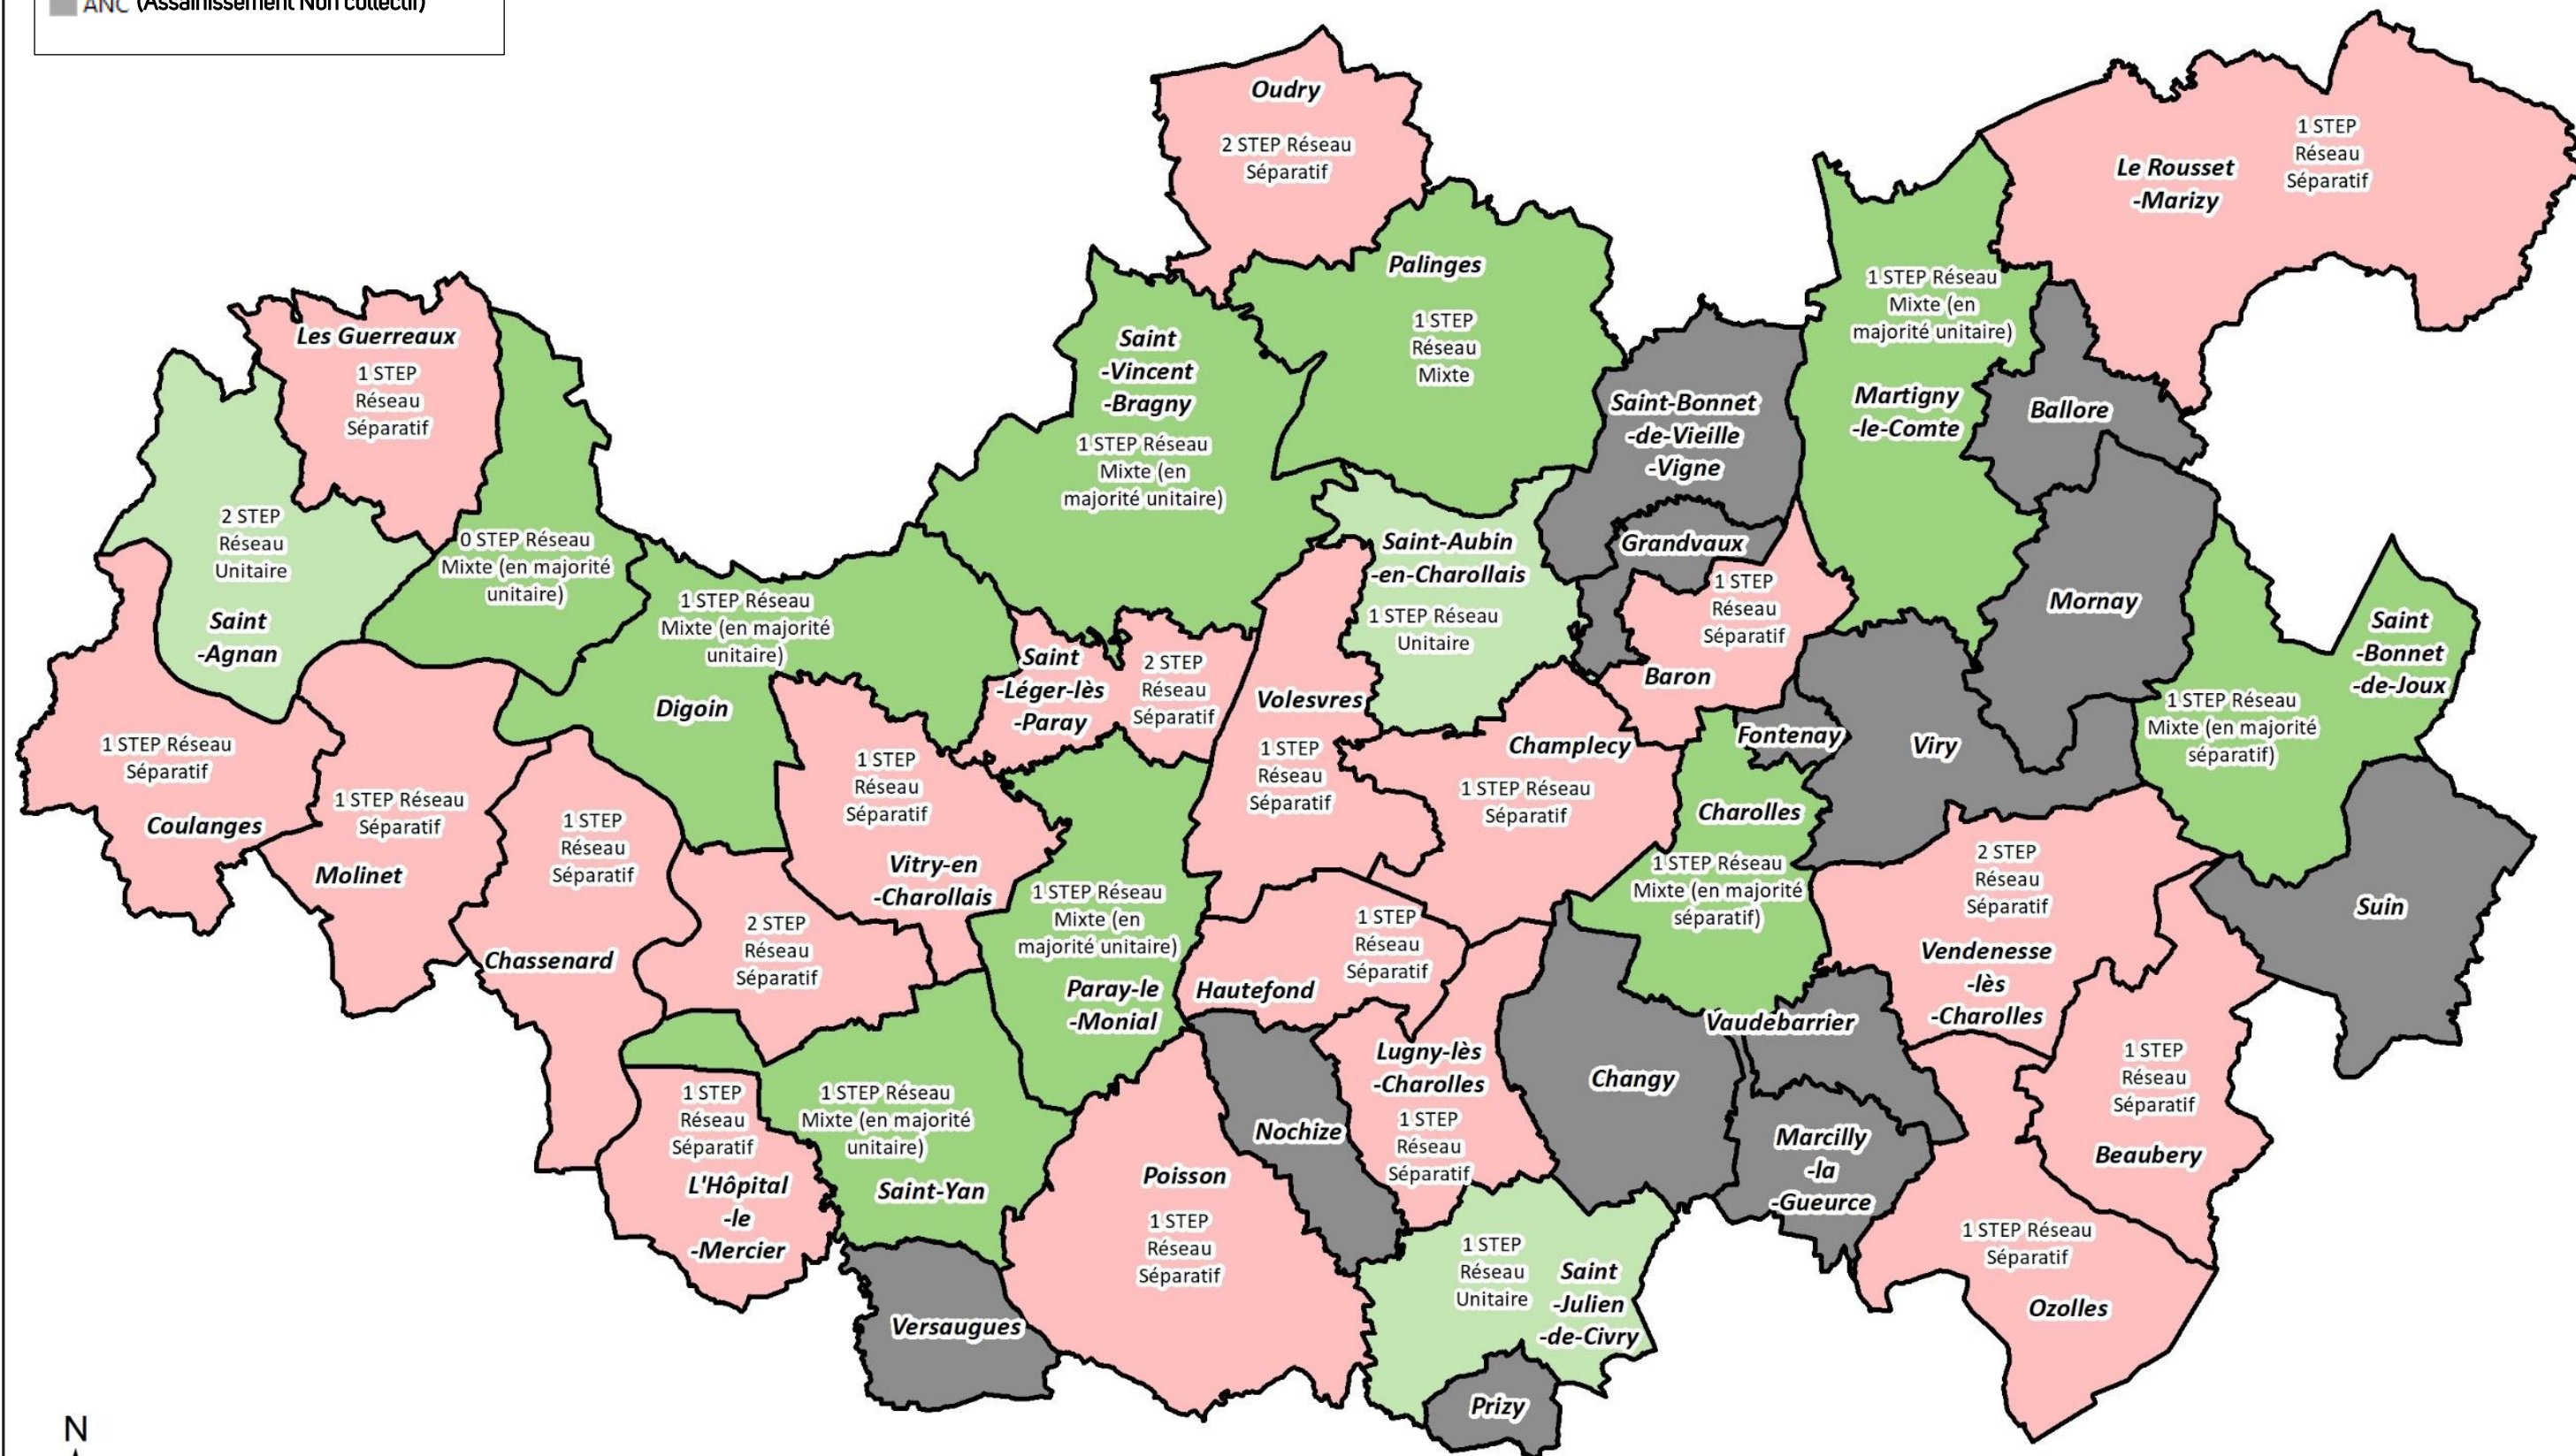 ANC (Assainissement Non collectif)
Oudry
2 STEP Réseau
Séparatif
Le Rousset
-Marizy
1 STEP
Réseau
Séparatif
Palinges
1 STEP
Réseau
Mixte
1 STEP Réseau
Mixte (en
majorité unitaire)
Martigny
-le-Comte
Les Guerreaux
1 STEP
Réseau
Séparatif
Saint
-Vincent
-Bragny
1 STEP Réseau
Mixte (en
majorité unitaire)
Saint-Bonnet
-de-Vieille
-Vigne
Ballore
2 STEP
Réseau
Unitaire
Saint
-Agnan
0 STEP Réseau
Mixte (en majorité
unitaire)
1 STEP Réseau
Mixte (en majorité
unitaire)
Digoin
Saint-Aubin
-en-Charollais
1 STEP Réseau
Unitaire
Grandvaux
1 STEP
Réseau
Séparatif
Baron
Mornay
Saint
-Bonnet
-de-Joux
1 STEP Réseau
Mixte (en majorité
séparatif)
Saint
-Léger-lès
-Paray
2 STEP
Réseau
Séparatif
Volesvres
1 STEP
Réseau
Séparatif
Champlecy
1 STEP Réseau
Séparatif
Fontenay
Viry
1 STEP Réseau
Séparatif
Coulanges
1 STEP Réseau
Séparatif
Molinet
1 STEP
Réseau
Séparatif
Chassenard
1 STEP
Réseau
Séparatif
Vitry-en
-Charollais
Charolles
1 STEP Réseau
Mixte (en majorité
séparatif)
2 STEP
Réseau
Séparatif
Vendenesse
-lès
-Charolles
Suin
2 STEP
Réseau
Séparatif
1 STEP Réseau
Mixte (en
majorité unitaire)
Paray-le
-Monial
1 STEP
Réseau
Séparatif
Hautefond
Vaudebarrier
Lugny-lès
-Charolles
1 STEP
Réseau
Séparatif
Changy
1 STEP
Réseau
Séparatif
Beaubery
1 STEP
Réseau
Séparatif
L'Hôpital
-le
-Mercier
1 STEP Réseau
Mixte (en majorité
unitaire)
Saint-Yan
Nochize
Marcilly
-la
-Gueurce
Poisson
1 STEP
Réseau
Séparatif
1 STEP Réseau
Séparatif
Ozolles
1 STEP
Réseau
Unitaire
Saint
-Julien
-de-Civry
Versaugues
Prizy
N